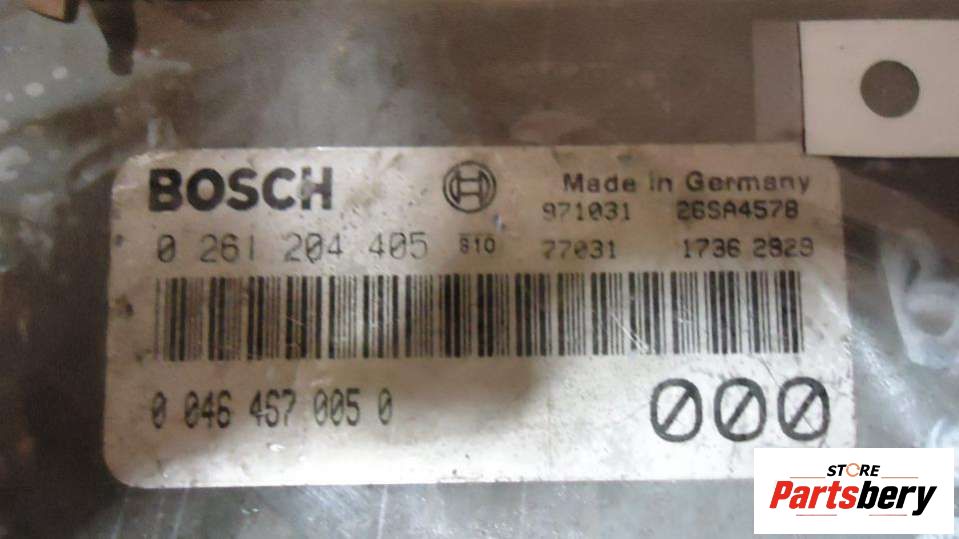 BOSCH Made in Germany
971031 26SA4578
0 261 204 405 810 77031 1736 2929
0 046 467 005 0 000
STORE
Partsbery